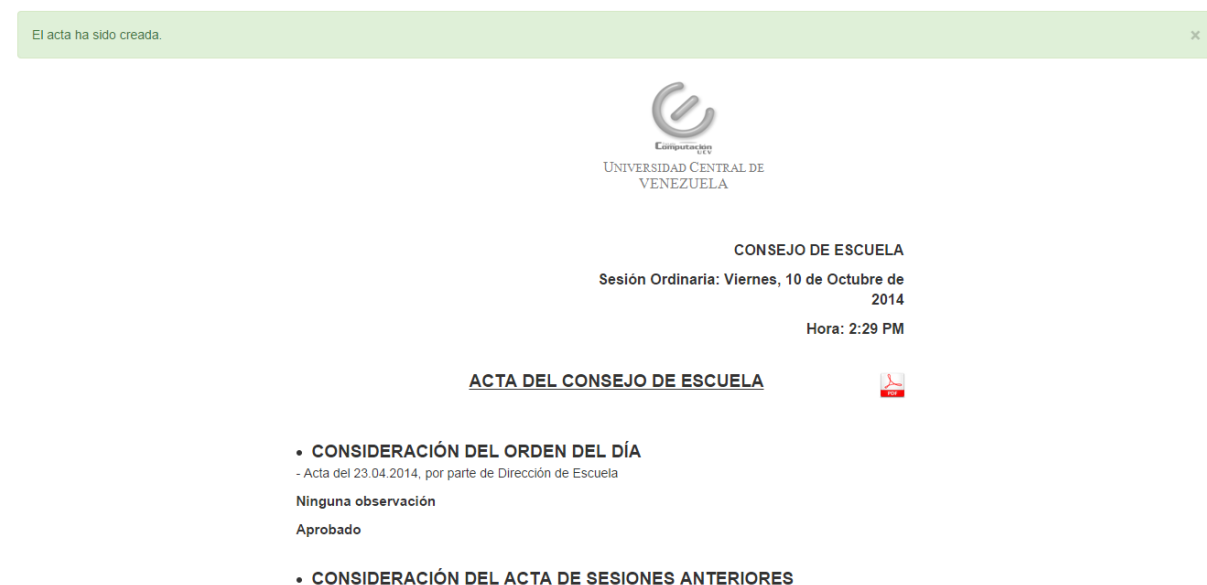 El acta ha sido creada.
×
Computación
UCV
UNIVERSIDAD CENTRAL DE
VENEZUELA
CONSEJO DE ESCUELA
Sesión Ordinaria: Viernes, 10 de Octubre de
2014
Hora: 2:29 PM
ACTA DEL CONSEJO DE ESCUELA
PDF
• CONSIDERACIÓN DEL ORDEN DEL DÍA
- Acta del 23.04.2014, por parte de Dirección de Escuela
Ninguna observación
Aprobado
• CONSIDERACIÓN DEL ACTA DE SESIONES ANTERIORES